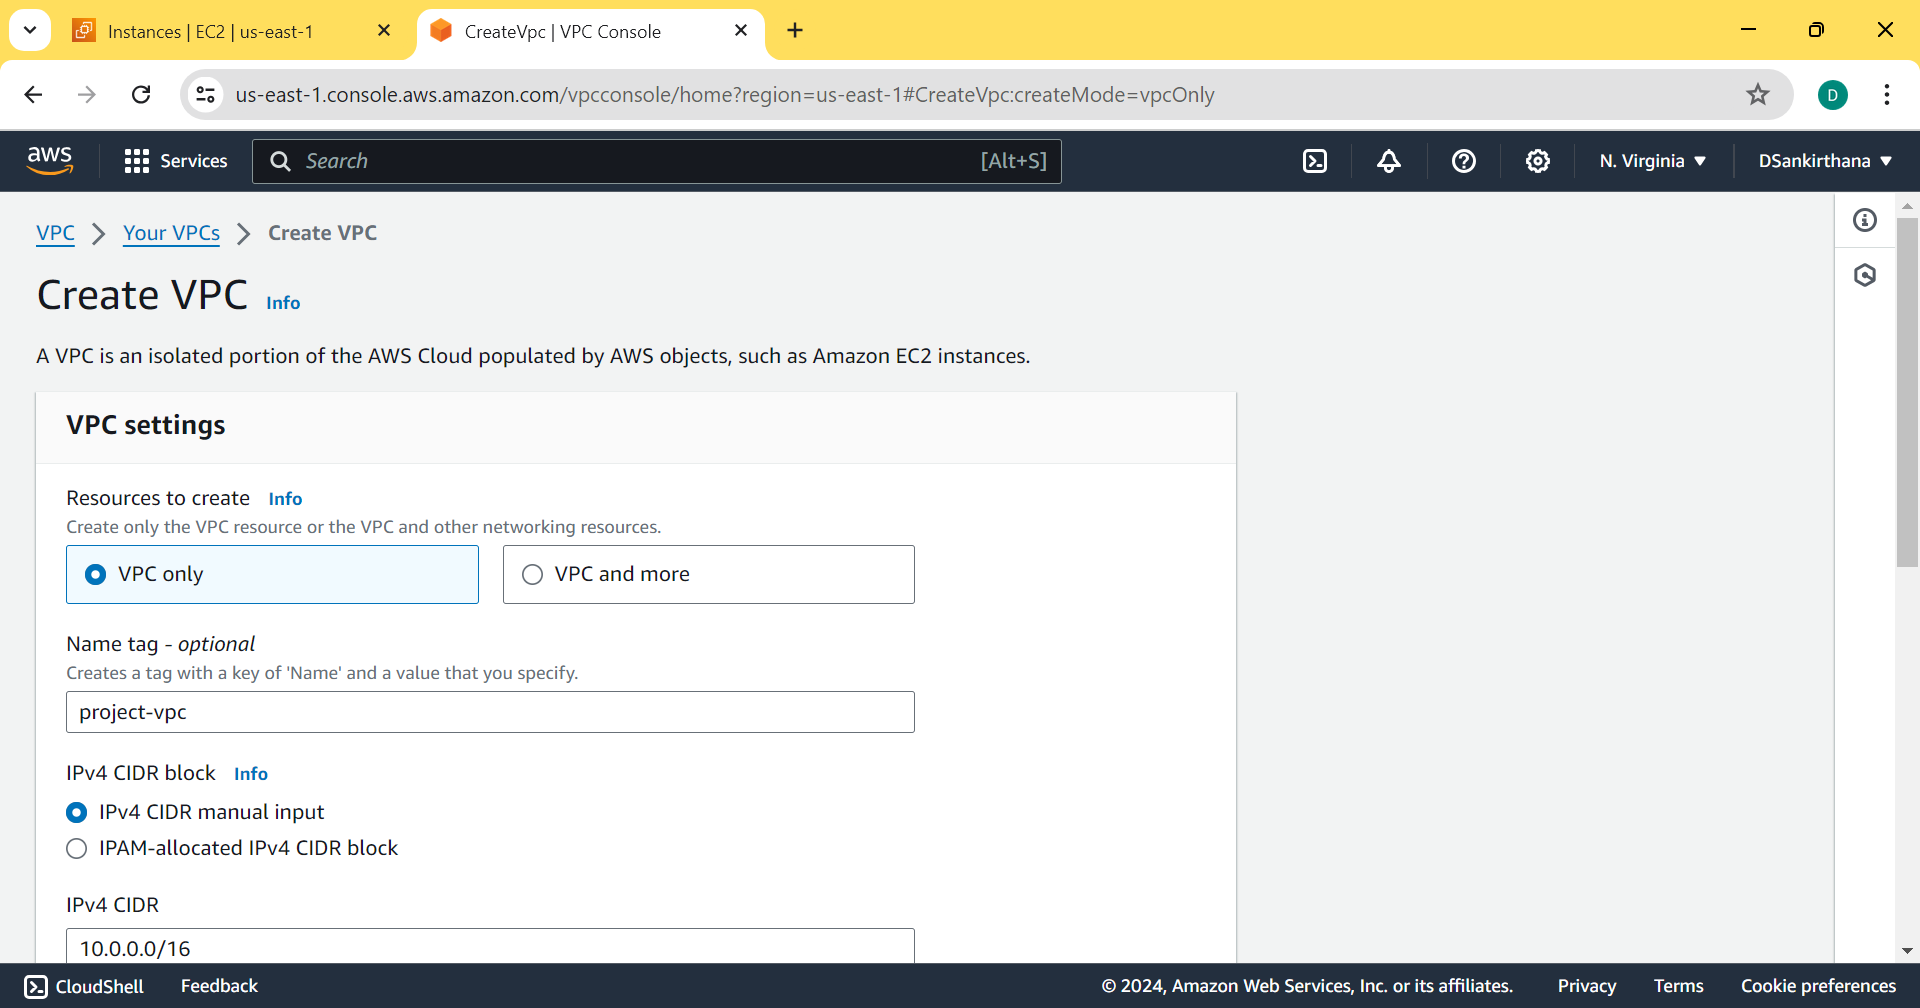 Instances | EC2 | us-east-1
CreateVpc | VPC Console
us-east-1.console.aws.amazon.com/vpcconsole/home?region=us-east-1#CreateVpc:createMode=vpcOnly
D
aws
Services
Search
[Alt+S]
N. Virginia
DSankirthana
VPC
Your VPCs
Create VPC
Create VPC Info
A VPC is an isolated portion of the AWS Cloud populated by AWS objects, such as Amazon EC2 instances.
VPC settings
Resources to create Info
Create only the VPC resource or the VPC and other networking resources.
VPC only
VPC and more
Name tag - optional
Creates a tag with a key of 'Name' and a value that you specify.
project-vpc
IPv4 CIDR block Info
IPv4 CIDR manual input
IPAM-allocated IPv4 CIDR block
IPv4 CIDR
10.0.0.0/16
CloudShell
Feedback
© 2024, Amazon Web Services, Inc. or its affiliates.
Privacy
Terms
Cookie preferences